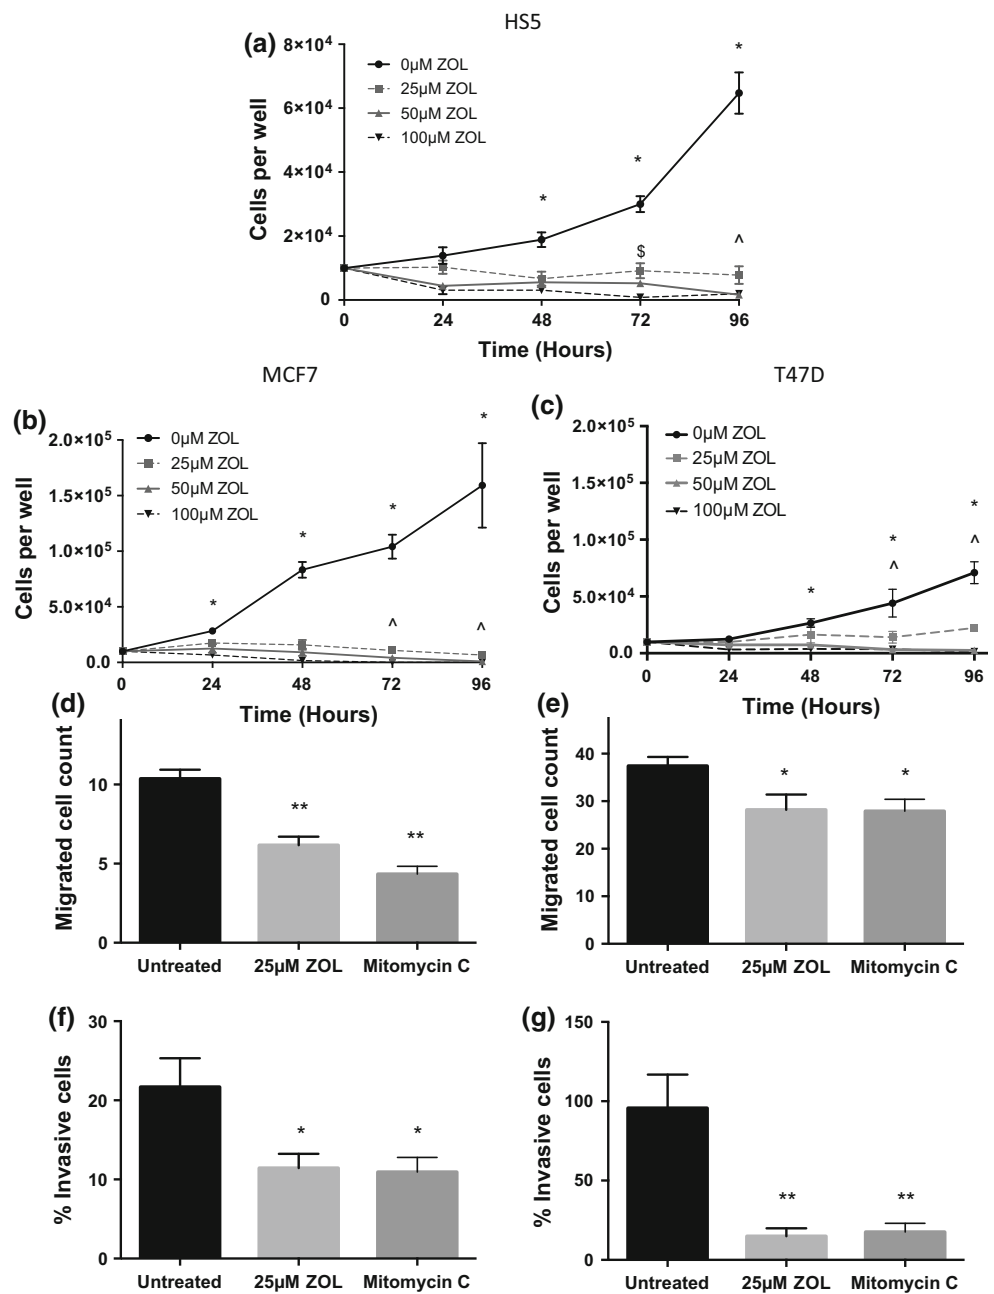 HS5
(a)
8×10⁴
6×10⁴
4×10⁴
2×10⁴
0
Cells per well
0µM ZOL
25µM ZOL
50µM ZOL
100µM ZOL
*
*
*
$
^
0 24 48 72 96
Time (Hours)
MCF7
(b)
2.0×10⁵
1.5×10⁵
1.0×10⁵
5.0×10⁴
0.0
Cells per well
0µM ZOL
25µM ZOL
50µM ZOL
100µM ZOL
*
*
*
*
^
^
0 24 48 72 96
Time (Hours)
T47D
(c)
2.0×10⁵
1.5×10⁵
1.0×10⁵
5.0×10⁴
0.0
Cells per well
0µM ZOL
25µM ZOL
50µM ZOL
100µM ZOL
*
*
*
^
^
0 24 48 72 96
Time (Hours)
(d)
Migrated cell count
10
5
0
**
**
Untreated 25µM ZOL Mitomycin C
(e)
Migrated cell count
40
30
20
10
0
*
*
Untreated 25µM ZOL Mitomycin C
(f)
% Invasive cells
30
20
10
0
*
*
Untreated 25µM ZOL Mitomycin C
(g)
% Invasive cells
150
100
50
0
**
**
Untreated 25µM ZOL Mitomycin C